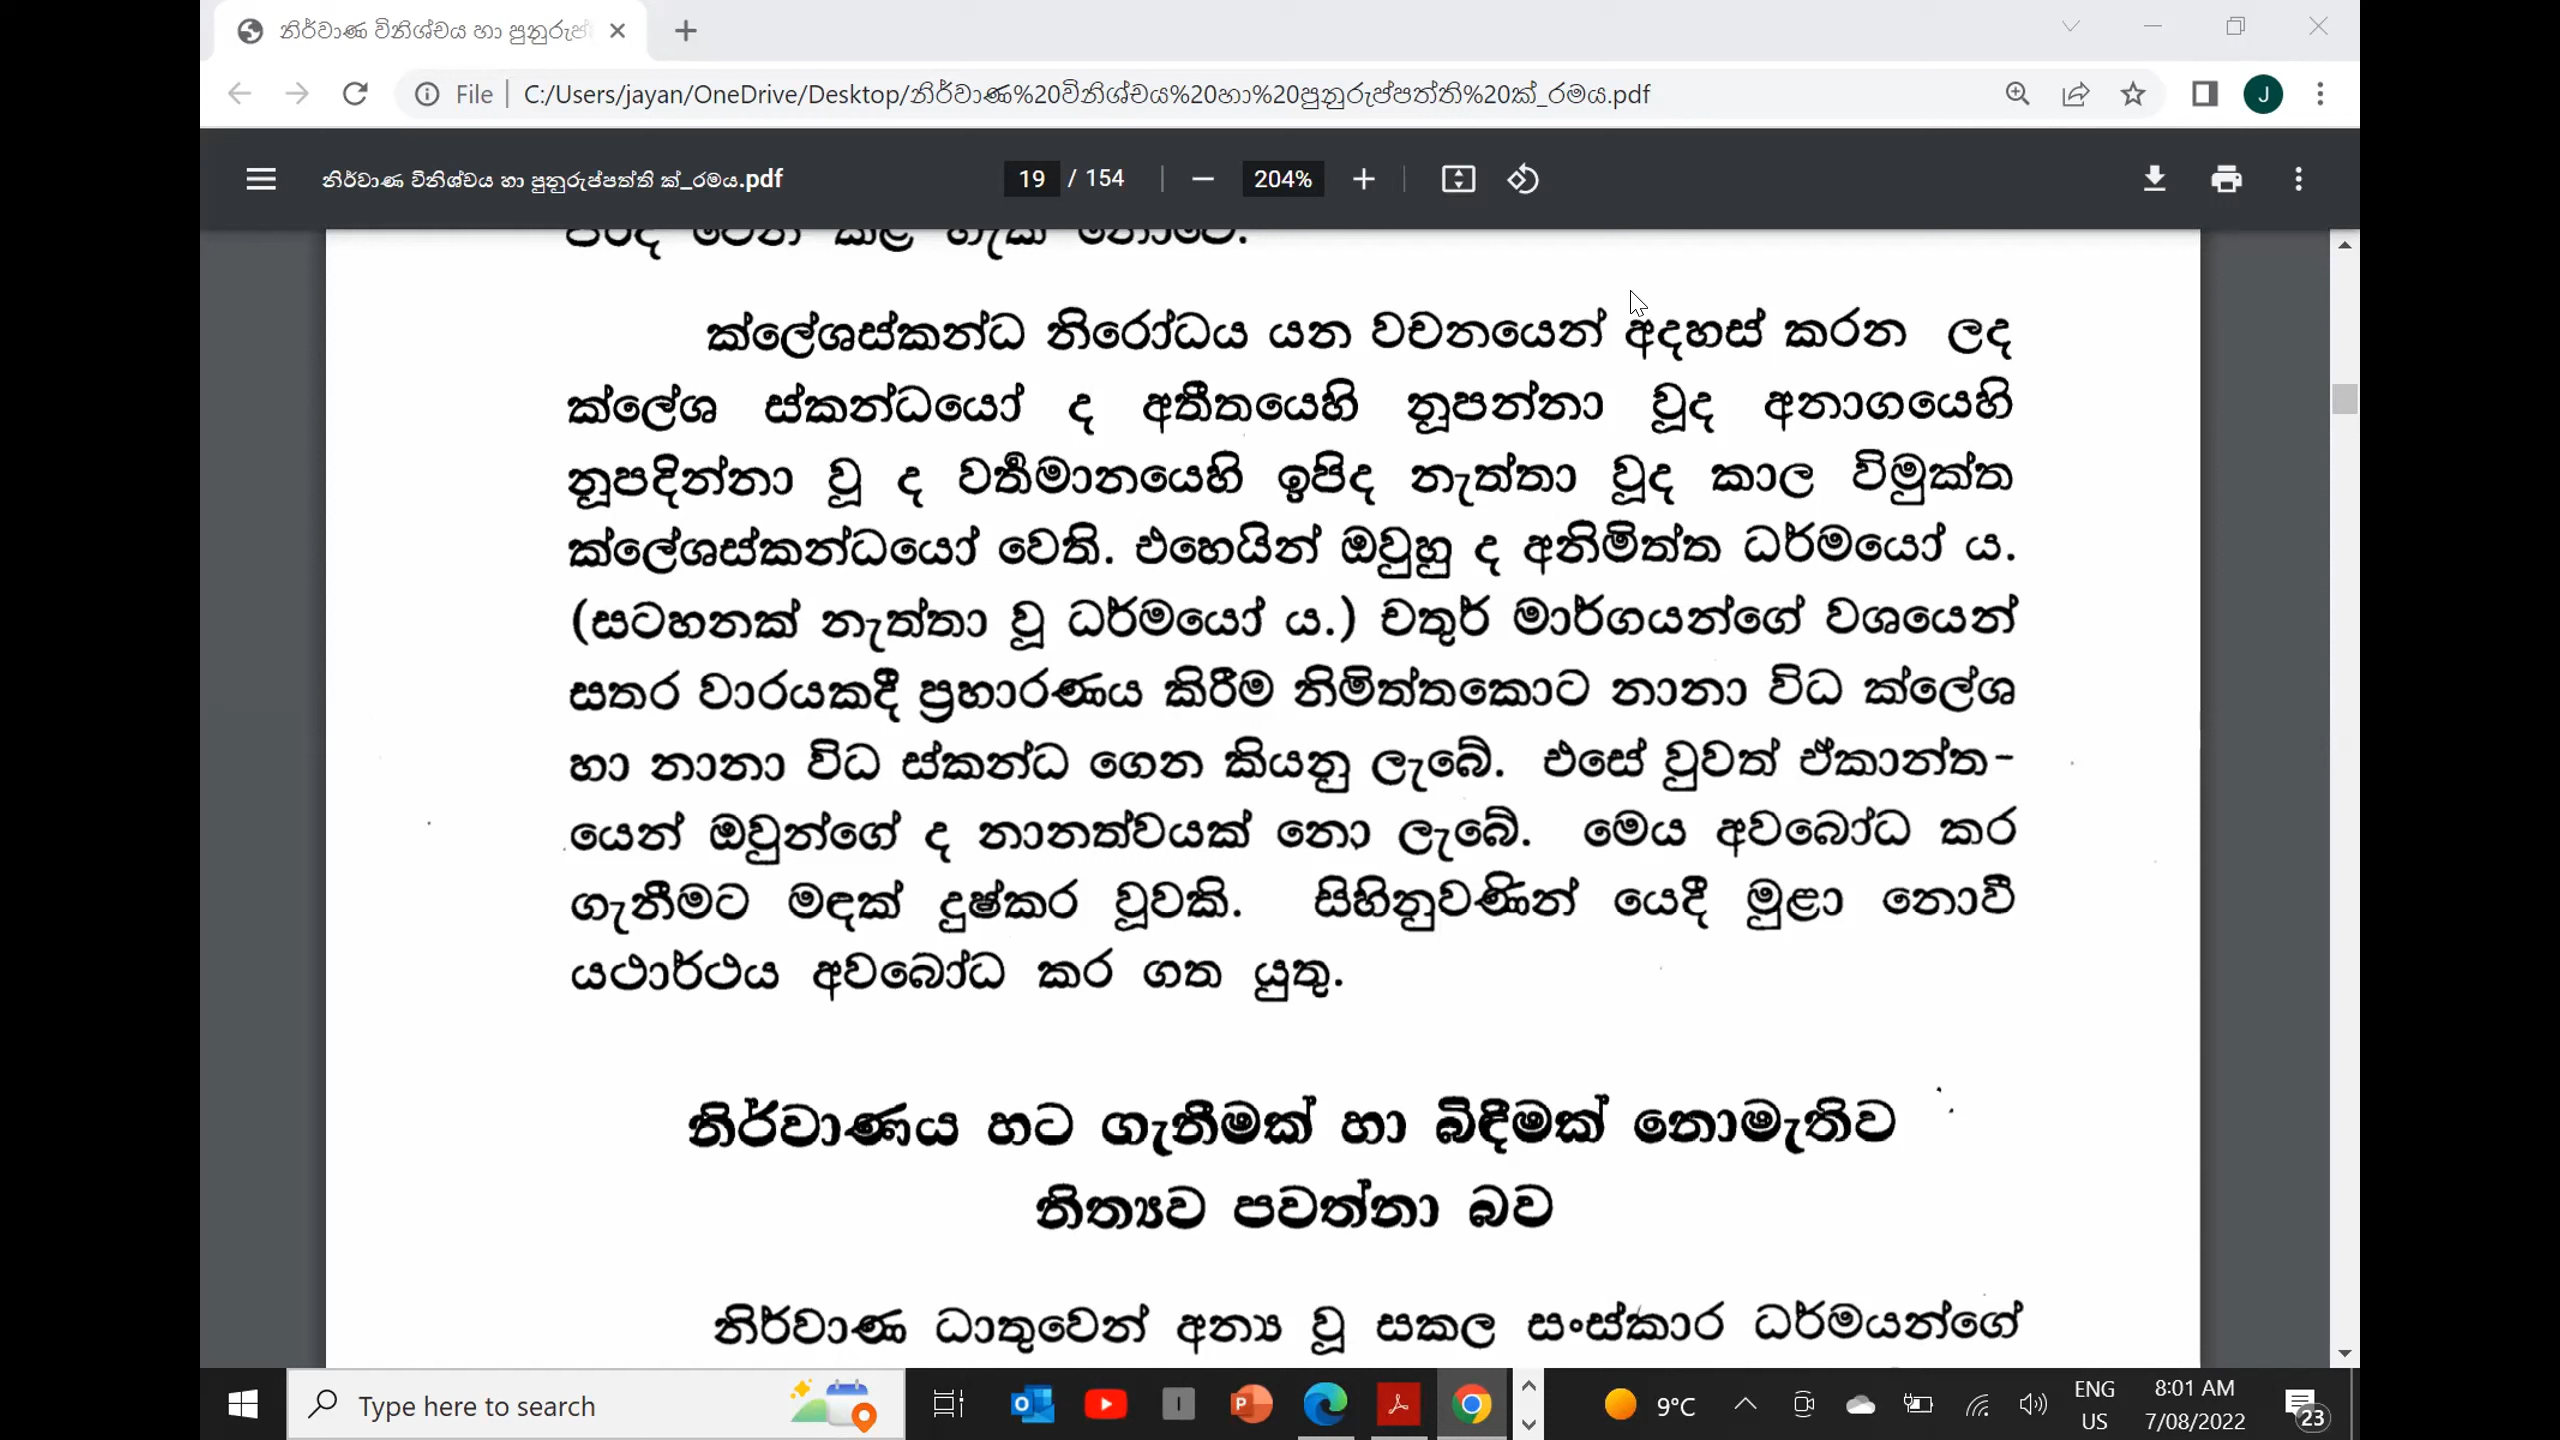 නිර්වාණ විනිශ්චය හා පුනුරුප්
File
C:/Users/jayan/OneDrive/Desktop/නිර්වාණ%20විනිශ්චය%20හා%20පුනුරුප්පත්ති%20ක්_රමය.pdf
J
නිර්වාණ විනිශ්චය හා පුනුරුප්පත්ති ක්_රමය.pdf
19 / 154
204%
ක්ලේශස්කන්ධ නිරෝධය යන වචනයෙන් අදහස් කරන ලද
ක්ලේශ ස්කන්ධයෝ ද අතීතයෙහි නූපන්නා වූද අනාගයෙහි
නූපදින්නා වූ ද වර්තමානයෙහි ඉපිද නැත්තා වූද කාල විමුක්ත
ක්ලේශස්කන්ධයෝ වෙති. එහෙයින් ඔවුහු ද අනිමිත්ත ධර්මයෝ ය.
(සටහනක් නැත්තා වූ ධර්මයෝ ය.) චතුර් මාර්ගයන්ගේ වශයෙන්
සතර වාරයකදී ප්‍රහාරණය කිරීම නිමිත්තකොට නානා විධ ක්ලේශ
හා නානා විධ ස්කන්ධ ගෙන කියනු ලැබේ. එසේ වුවත් ඒකාන්ත-
යෙන් ඔවුන්ගේ ද නානත්වයක් නො ලැබේ. මෙය අවබෝධ කර
ගැනීමට මඳක් දුෂ්කර වූවකි. සිහිනුවණින් යෙදී මුළා නොවී
යථාර්ථය අවබෝධ කර ගත යුතු.
නිර්වාණය හට ගැනීමක් හා බිඳීමක් නොමැතිව
නිත්‍යව පවත්නා බව
නිර්වාණ ධාතුවෙන් අන්‍ය වූ සකල සංස්කාර ධර්මයන්ගේ
Type here to search
9°C
ENG
US
8:01 AM
7/08/2022
23